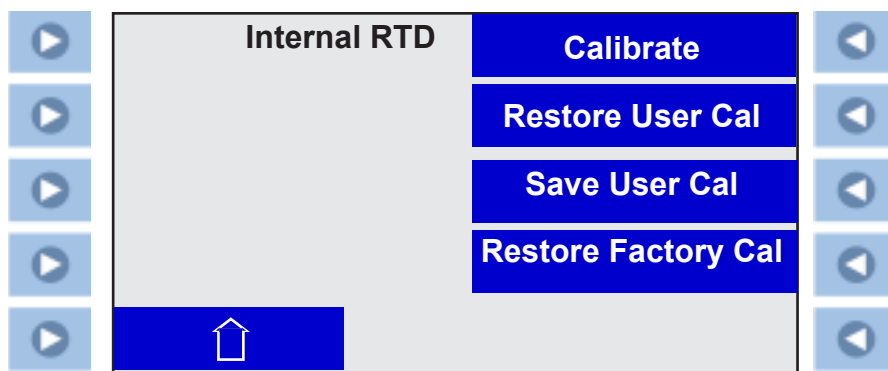 Internal RTD
Calibrate
Restore User Cal
Save User Cal
Restore Factory Cal